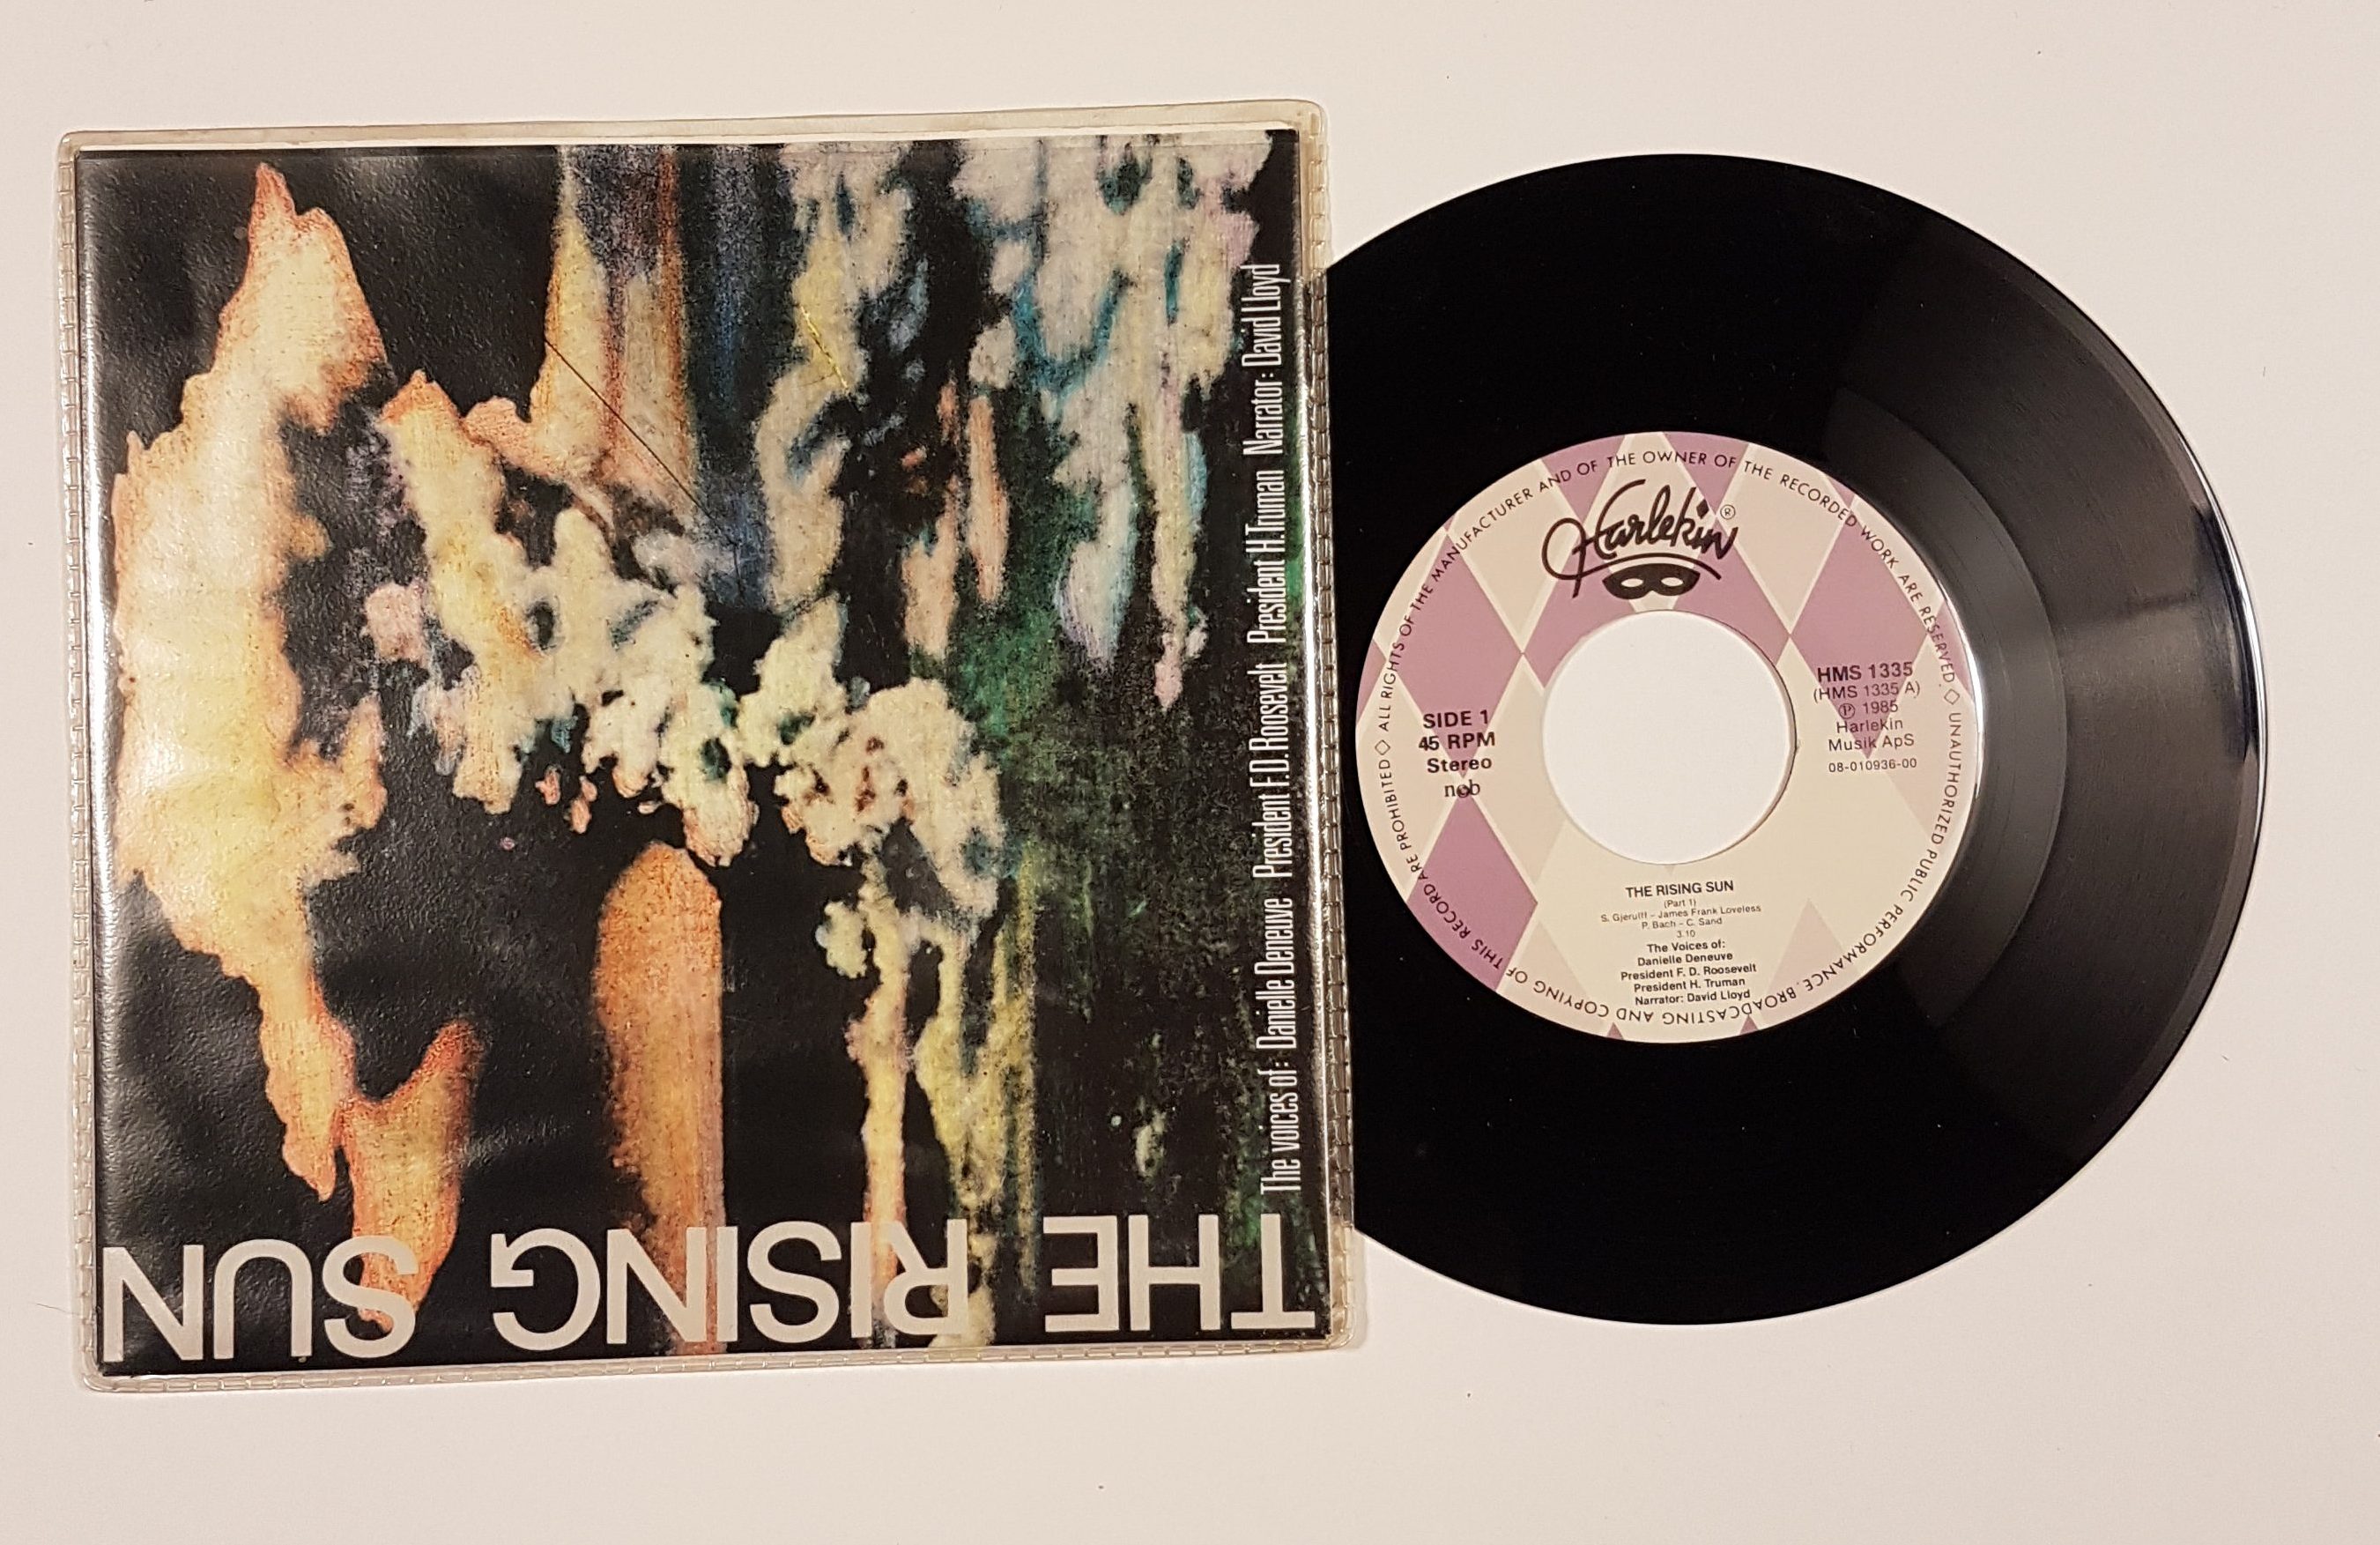 THE RISING SUN
The voices of: Danielle Deneuve President F.D. Roosevelt President H. Truman Narrator: David Lloyd
Harlekin ®
ALL RIGHTS OF THE MANUFACTURER AND OF THE OWNER OF THE RECORDED WORK ARE RESERVED. ◇ UNAUTHORIZED PUBLIC PERFORMANCE. BROADCASTING AND COPYING OF THIS RECORD ARE PROHIBITED ◇
SIDE 1
45 RPM
Stereo
ncb
HMS 1335
(HMS 1335 A)
℗ 1985
Harlekin
Musik ApS
08-010936-00
THE RISING SUN
(Part 1)
S. Gjerulff - James Frank Loveless
P. Bach - C. Sand
3.10
The Voices of:
Danielle Deneuve
President F. D. Roosevelt
President H. Truman
Narrator: David Lloyd